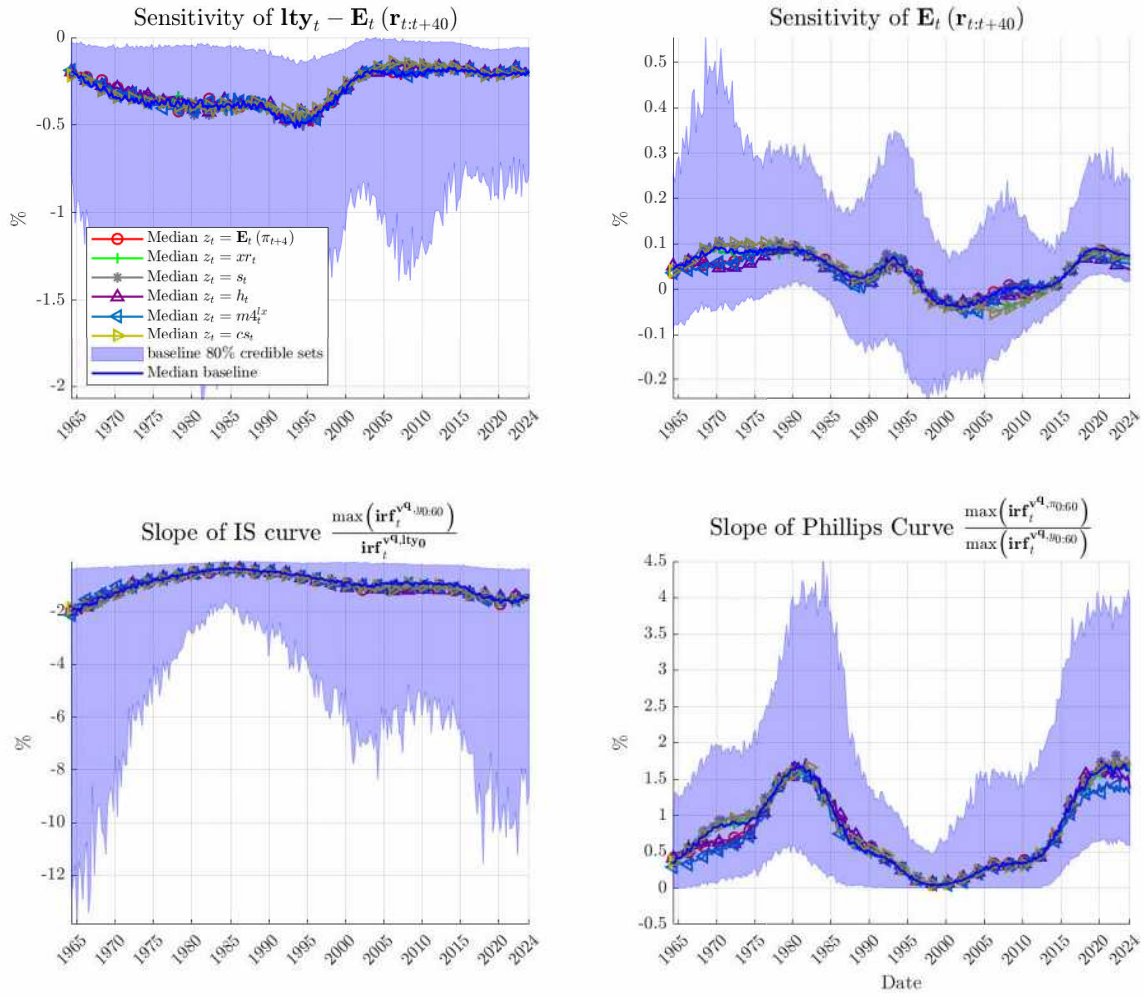 Sensitivity of lty_t − E_t (r_{t:t+40})
0
-0.5
-1
-1.5
-2
%
Median z_t = E_t (π_{t+4})
Median z_t = xr_t
Median z_t = s_t
Median z_t = h_t
Median z_t = m4_t^{lx}
Median z_t = cs_t
baseline 80% credible sets
Median baseline
1965 1970 1975 1980 1985 1990 1995 2000 2005 2010 2015 2020 2024
Sensitivity of E_t (r_{t:t+40})
0.5
0.4
0.3
0.2
0.1
0
-0.1
-0.2
%
1965 1970 1975 1980 1985 1990 1995 2000 2005 2010 2015 2020 2024
Slope of IS curve max(irf_t^{v^q,y_{0:60}}) / irf_t^{v^q,lty_0}
-2
-4
-6
-8
-10
-12
%
1965 1970 1975 1980 1985 1990 1995 2000 2005 2010 2015 2020 2024
Slope of Phillips Curve max(irf_t^{v^q,π_{0:60}}) / max(irf_t^{v^q,y_{0:60}})
4.5
4
3.5
3
2.5
2
1.5
1
0.5
0
-0.5
%
1965 1970 1975 1980 1985 1990 1995 2000 2005 2010 2015 2020 2024
Date